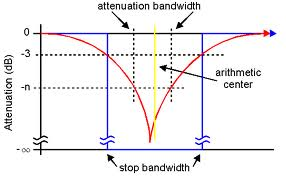 attenuation bandwidth
0
-3
-n
- ∞
Attenuation (dB)
arithmetic
center
stop bandwidth